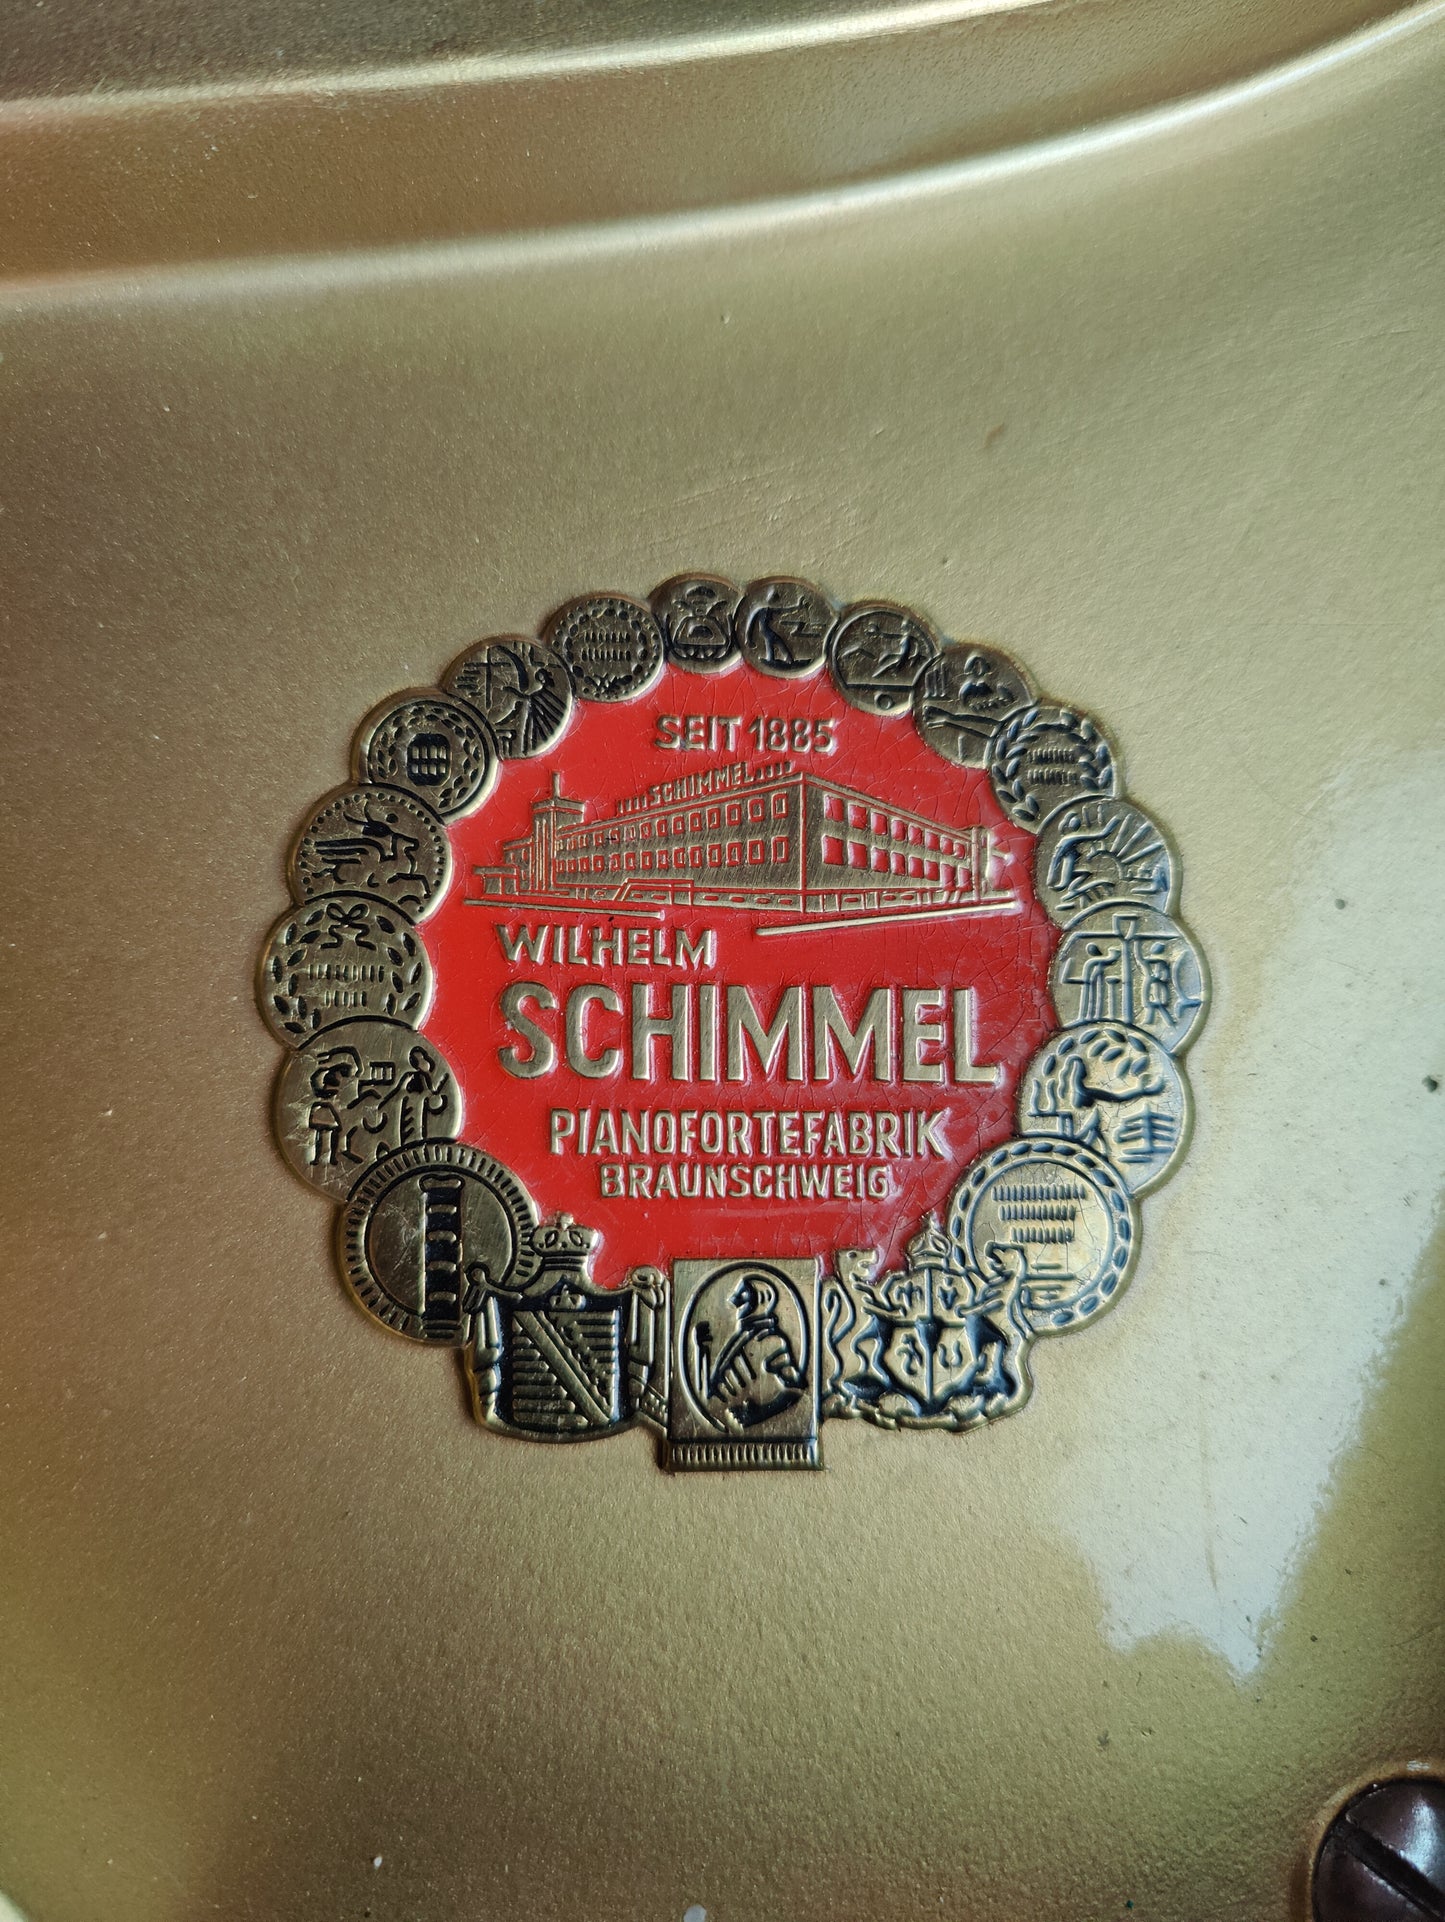 SEIT 1885
SCHIMMEL
WILHELM
SCHIMMEL
PIANOFORTEFABRIK
BRAUNSCHWEIG